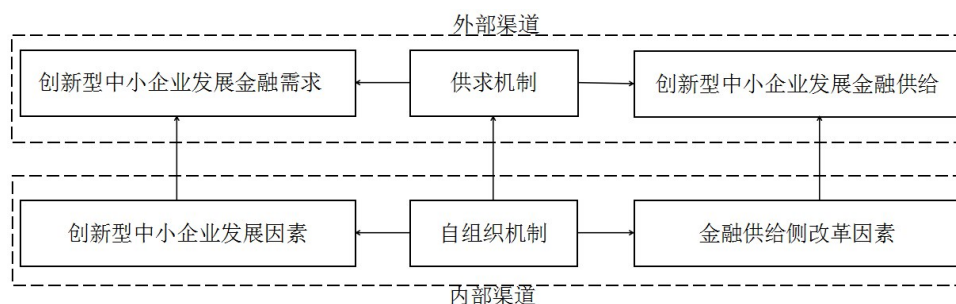 外部渠道
创新型中小企业发展金融需求
供求机制
创新型中小企业发展金融供给
创新型中小企业发展因素
自组织机制
金融供给侧改革因素
内部渠道